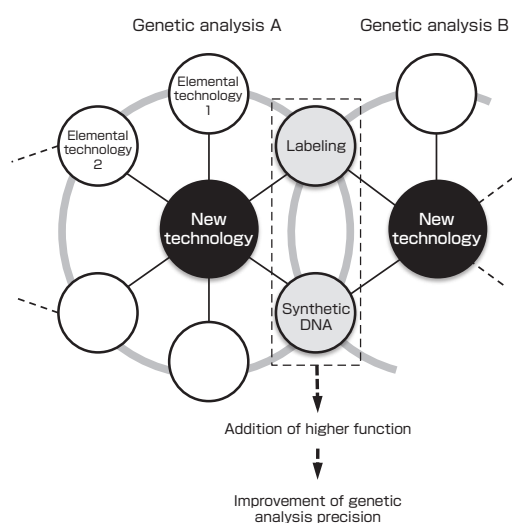 Genetic analysis A
Genetic analysis B
Elemental
technology
1
Elemental
technology
2
Labeling
New
technology
New
technology
Synthetic
DNA
Addition of higher function
Improvement of genetic
analysis precision